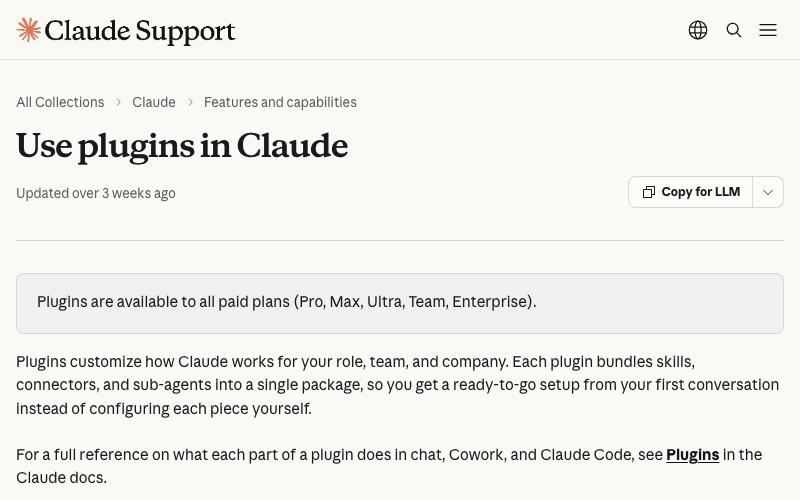 Claude Support
All Collections > Claude > Features and capabilities
Use plugins in Claude
Updated over 3 weeks ago
Copy for LLM
Plugins are available to all paid plans (Pro, Max, Ultra, Team, Enterprise).
Plugins customize how Claude works for your role, team, and company. Each plugin bundles skills,
connectors, and sub-agents into a single package, so you get a ready-to-go setup from your first conversation
instead of configuring each piece yourself.
For a full reference on what each part of a plugin does in chat, Cowork, and Claude Code, see Plugins in the
Claude docs.